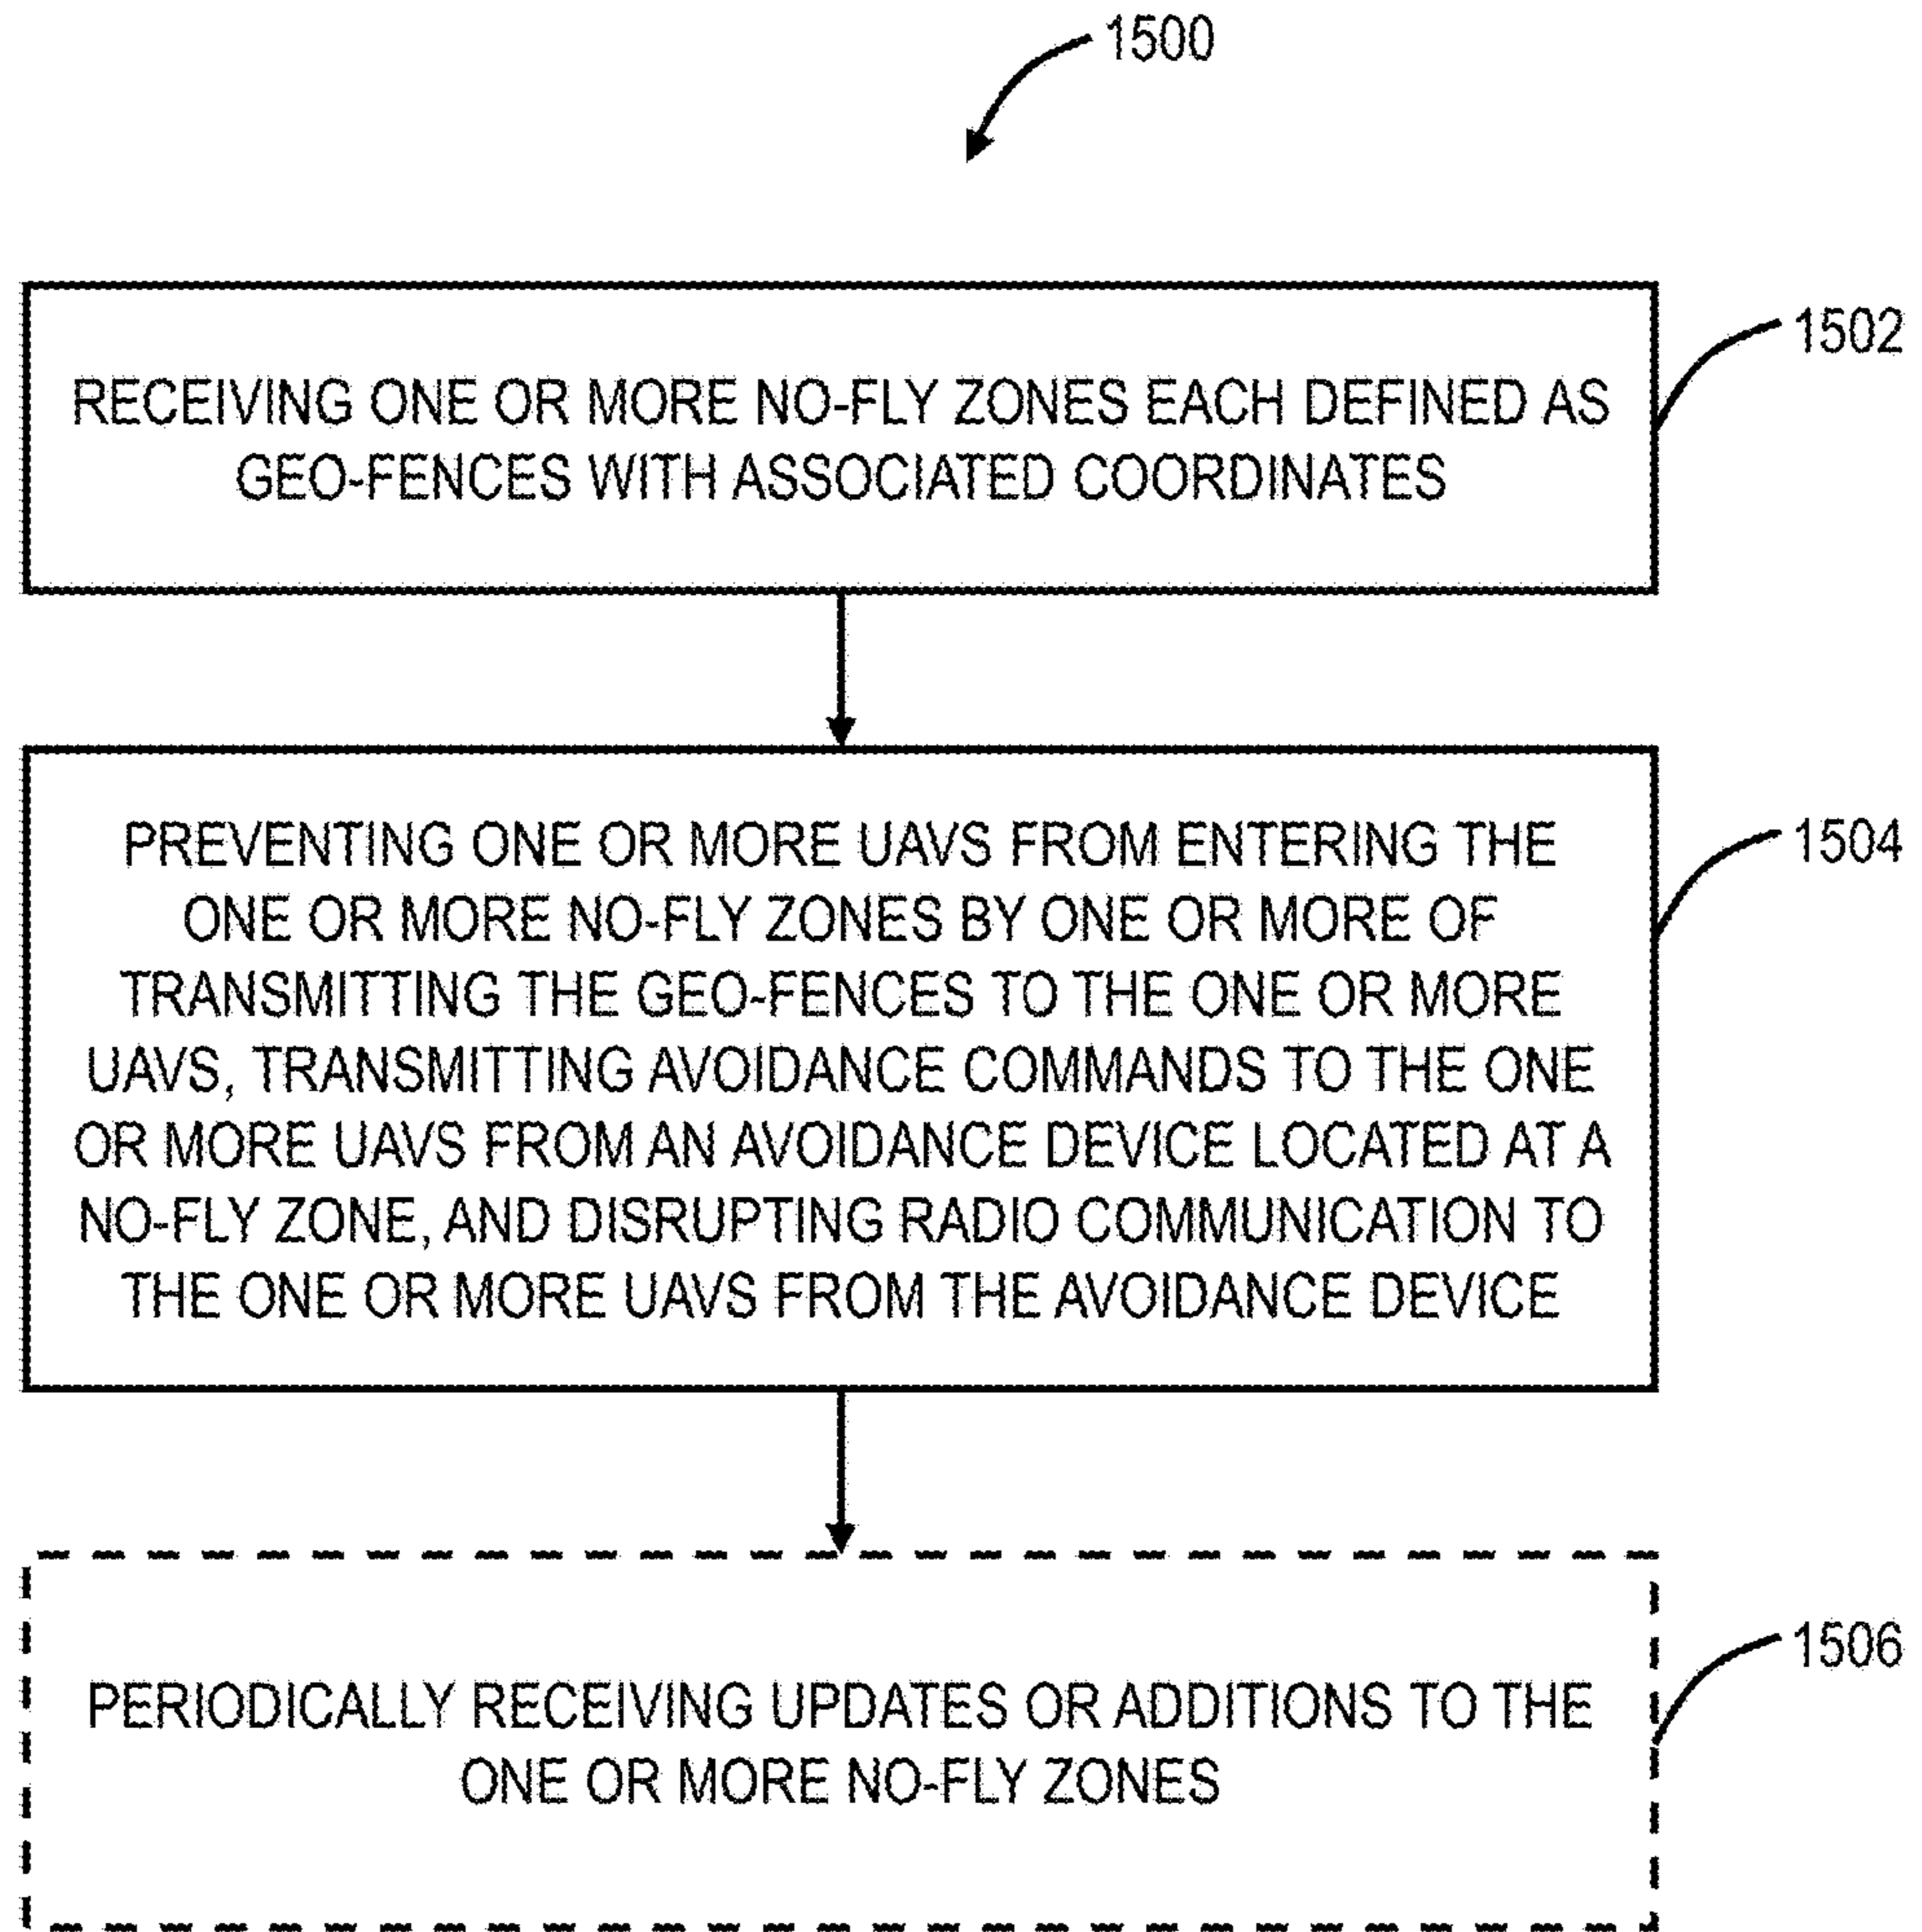 1500
RECEIVING ONE OR MORE NO-FLY ZONES EACH DEFINED AS
GEO-FENCES WITH ASSOCIATED COORDINATES
1502
PREVENTING ONE OR MORE UAVS FROM ENTERING THE
ONE OR MORE NO-FLY ZONES BY ONE OR MORE OF
TRANSMITTING THE GEO-FENCES TO THE ONE OR MORE
UAVS, TRANSMITTING AVOIDANCE COMMANDS TO THE ONE
OR MORE UAVS FROM AN AVOIDANCE DEVICE LOCATED AT A
NO-FLY ZONE, AND DISRUPTING RADIO COMMUNICATION TO
THE ONE OR MORE UAVS FROM THE AVOIDANCE DEVICE
1504
PERIODICALLY RECEIVING UPDATES OR ADDITIONS TO THE
ONE OR MORE NO-FLY ZONES
1506